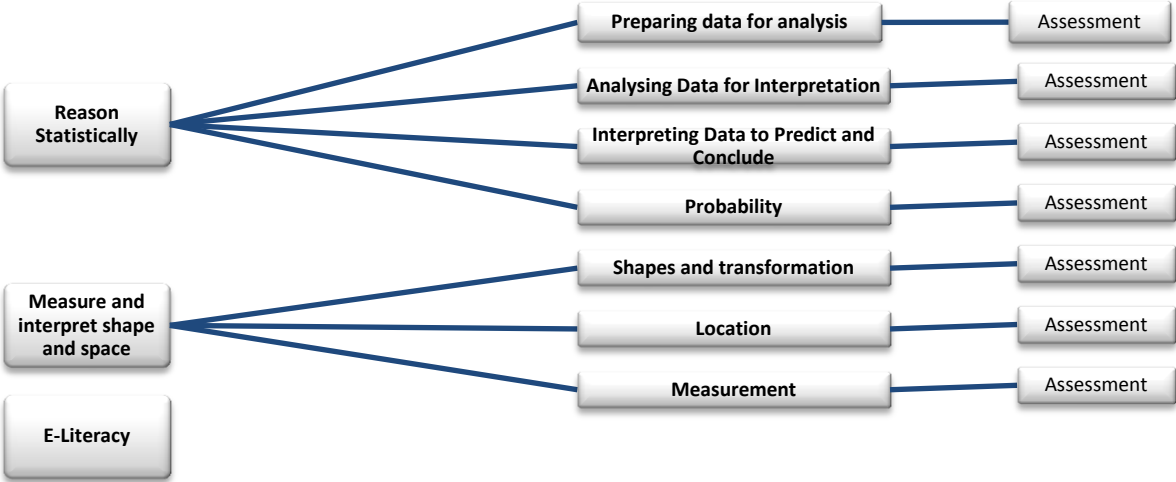 Preparing data for analysis
Assessment
Analysing Data for Interpretation
Assessment
Reason
Statistically
Interpreting Data to Predict and
Conclude
Assessment
Probability
Assessment
Shapes and transformation
Assessment
Measure and
interpret shape
and space
Location
Assessment
Measurement
Assessment
E-Literacy